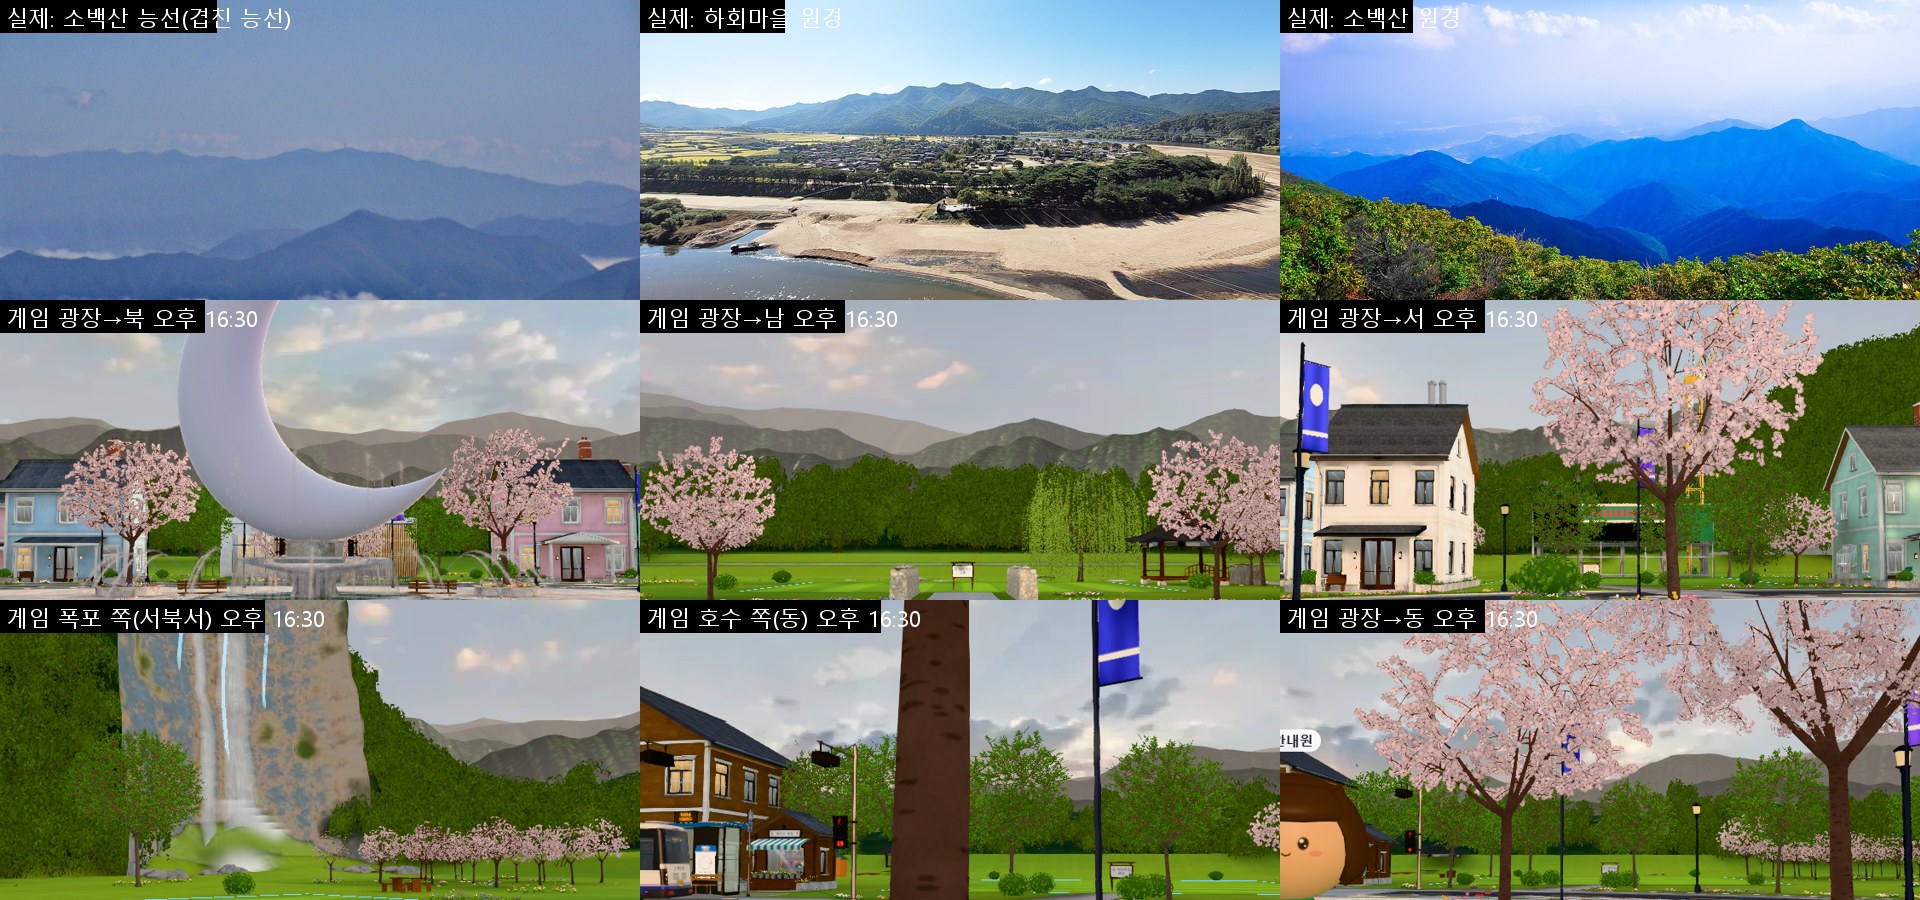 실제: 소백산 능선(겹친 능선)
실제: 하회마을 원경
실제: 소백산 원경
게임 광장→북 오후 16:30
게임 광장→남 오후 16:30
게임 광장→서 오후 16:30
게임 폭포 쪽(서북서) 오후 16:30
게임 호수 쪽(동) 오후 16:30
게임 광장→동 오후 16:30
안내원